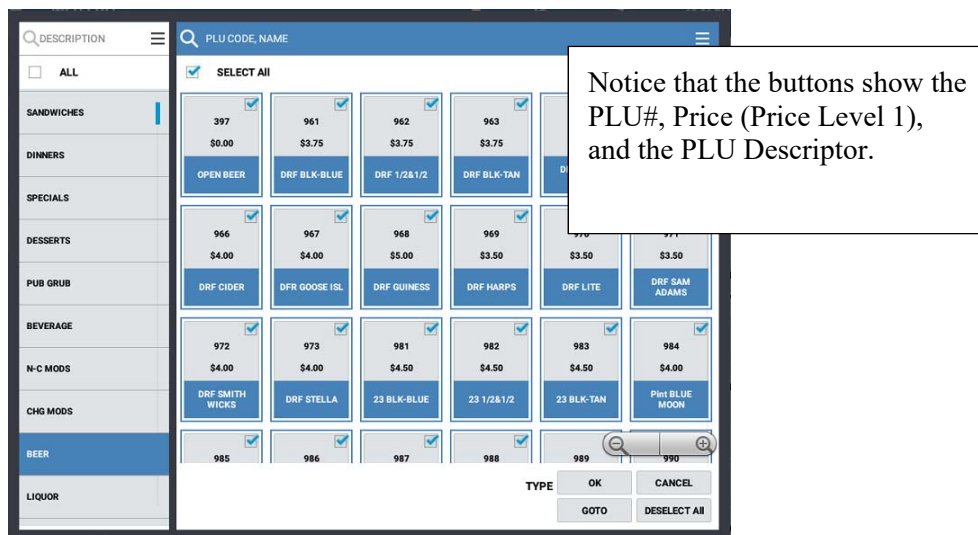 DESCRIPTION
PLU CODE, NAME
ALL
SELECT All
Notice that the buttons show the
PLU#, Price (Price Level 1),
and the PLU Descriptor.
SANDWICHES
DINNERS
SPECIALS
DESSERTS
PUB GRUB
BEVERAGE
N-C MODS
CHG MODS
BEER
LIQUOR
397 961 962 963
$0.00 $3.75 $3.75 $3.75
OPEN BEER DRF BLK-BLUE DRF 1/2&1/2 DRF BLK-TAN
966 967 968 969
$4.00 $4.00 $5.00 $3.50 $3.50 $3.50
DRF CIDER DFR GOOSE ISL DRF GUINESS DRF HARPS DRF LITE DRF SAM
ADAMS
972 973 981 982 983 984
$4.00 $4.00 $4.50 $4.50 $4.50 $4.00
DRF SMITH
WICKS DRF STELLA 23 BLK-BLUE 23 1/2&1/2 23 BLK-TAN Pint BLUE
MOON
985 986 987 988 989 990
TYPE OK CANCEL
GOTO DESELECT All